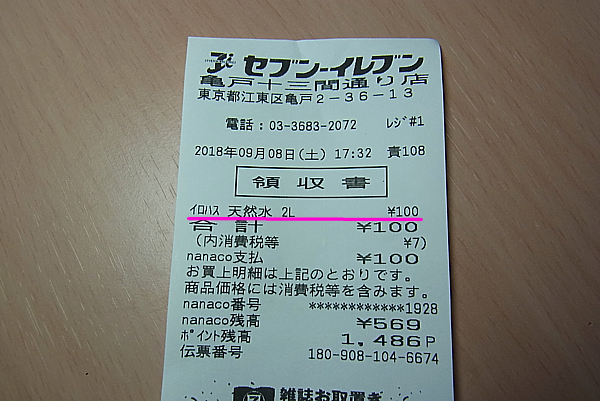 セブン-イレブン
亀戸十三間通り店
東京都江東区亀戸2-36-13
電話：03-3683-2072 ﾚｼﾞ#1
2018年09月08日(土) 17:32 責108
領収書
ｲﾛﾊｽ 天然水 2L ¥100
合計 ¥100
(内消費税等 ¥7)
nanaco支払 ¥100
お買上明細は上記のとおりです。
商品価格には消費税等を含みます。
nanaco番号 ************1928
nanaco残高 ¥569
ﾎﾟｲﾝﾄ残高 1,486P
伝票番号 180-908-104-6674
雑誌お取置き